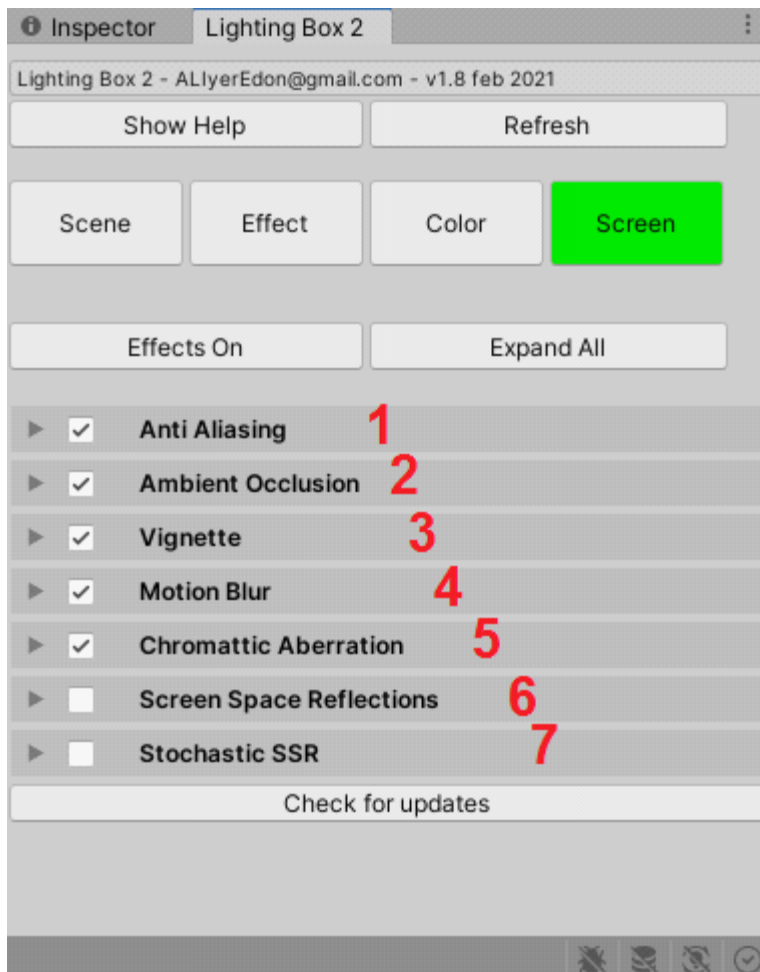 Inspector Lighting Box 2
Lighting Box 2 - ALIyerEdon@gmail.com - v1.8 feb 2021
Show Help Refresh
Scene Effect Color Screen
Effects On Expand All
Anti Aliasing 1
Ambient Occlusion 2
Vignette 3
Motion Blur 4
Chromattic Aberration 5
Screen Space Reflections 6
Stochastic SSR 7
Check for updates